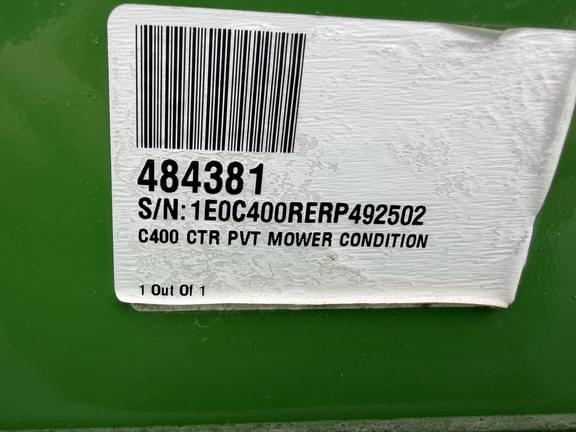 484381
S/N:1E0C400RERP492502
C400 CTR PVT MOWER CONDITION
1 Out Of 1